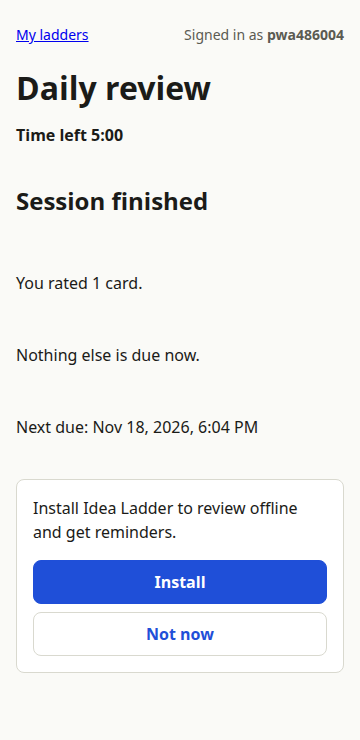 My ladders
Signed in as pwa486004
Daily review
Time left 5:00
Session finished
You rated 1 card.
Nothing else is due now.
Next due: Nov 18, 2026, 6:04 PM
Install Idea Ladder to review offline
and get reminders.
Install
Not now